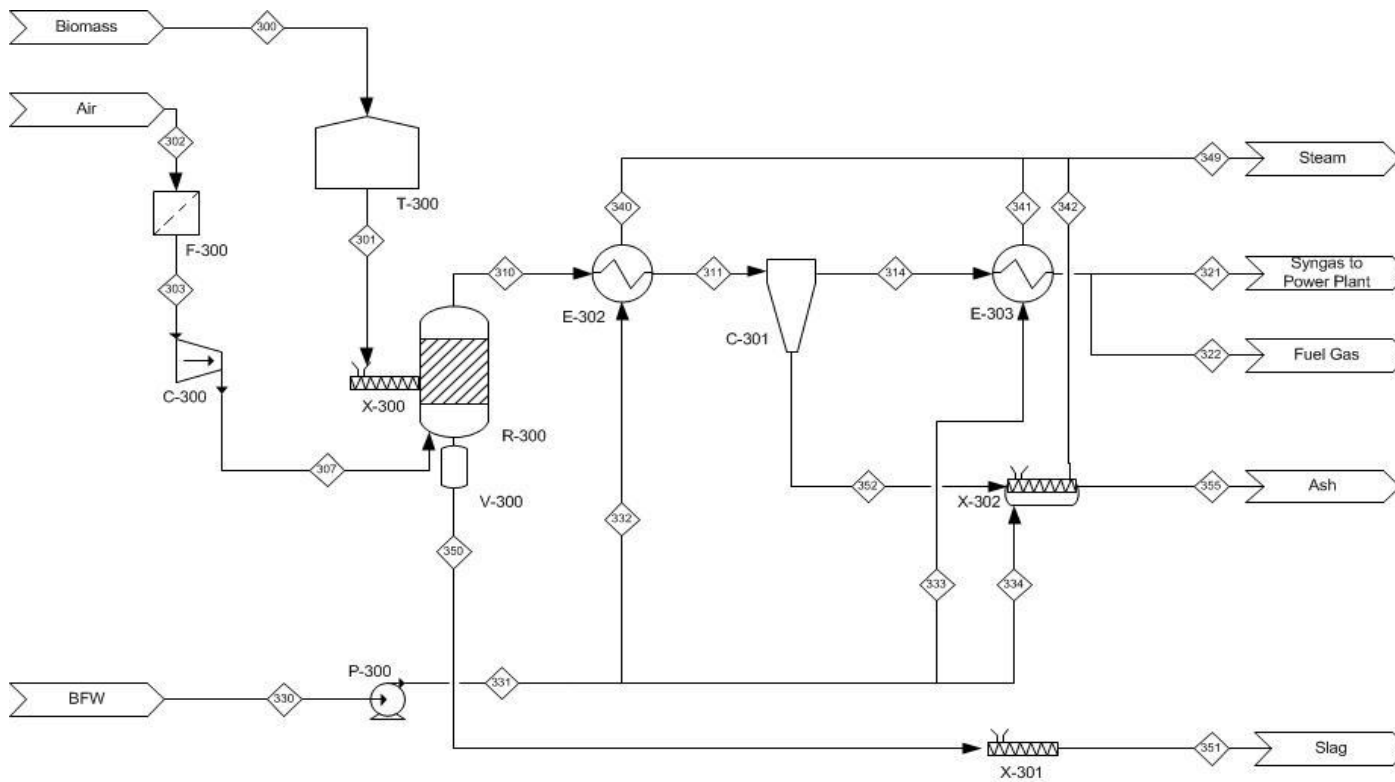 Biomass
300
Air
302
T-300
349
Steam
340
341
342
301
F-300
303
310
311
314
321
Syngas to
Power Plant
E-302
E-303
C-301
322
Fuel Gas
C-300
X-300
R-300
307
V-300
352
X-302
355
Ash
332
350
333
334
P-300
331
330
BFW
351
Slag
X-301